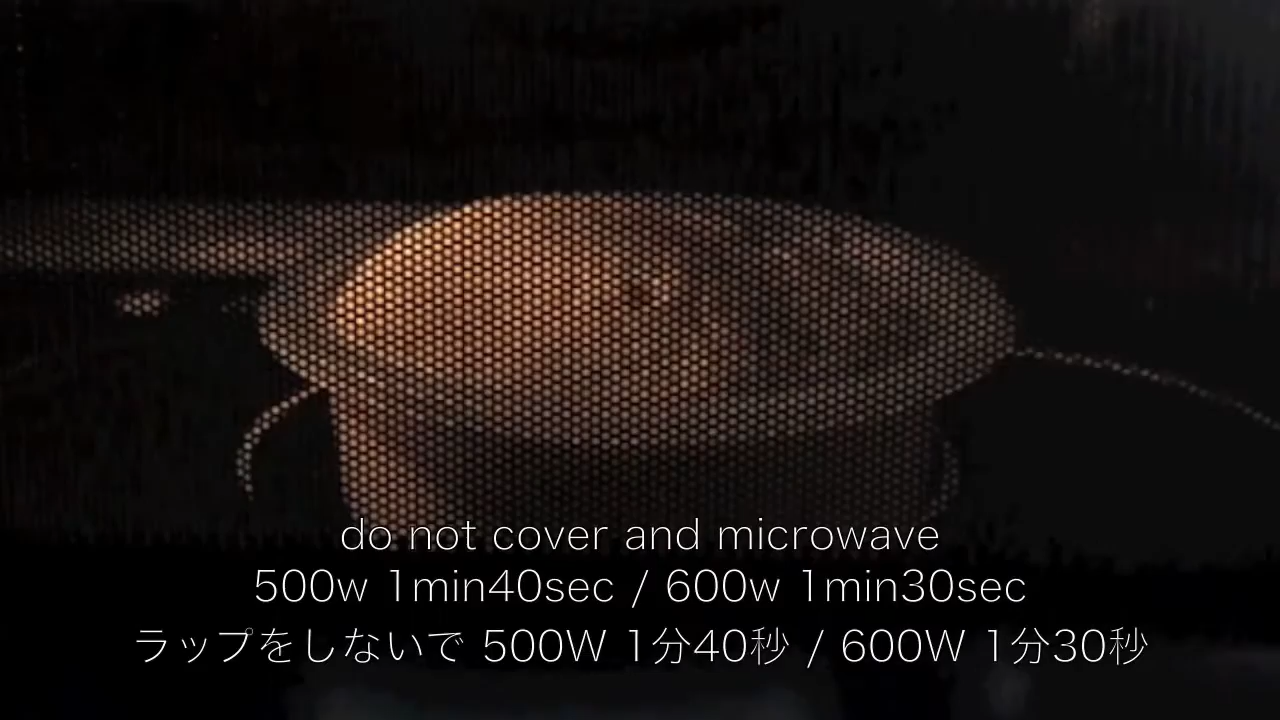 do not cover and microwave
500w 1min40sec / 600w 1min30sec
ラップをしないで 500W 1分40秒 / 600W 1分30秒